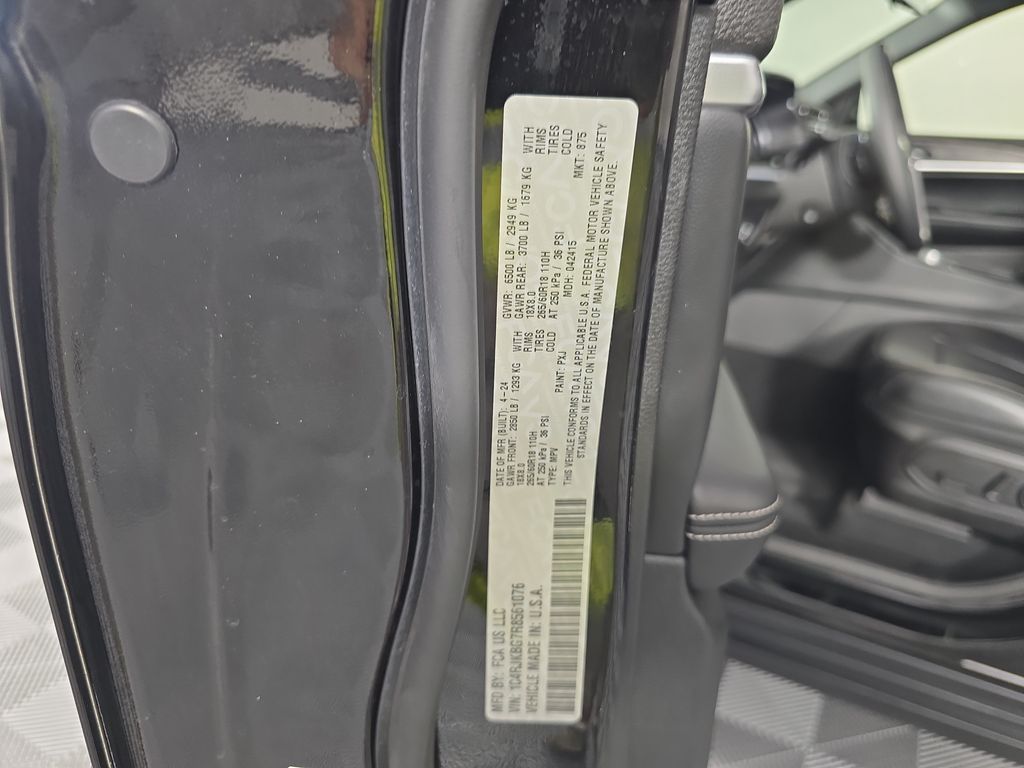 MFD BY: FCA US LLC
VIN: 1C4RJKBG7R8561076
VEHICLE MADE IN: U.S.A.
DATE OF MFR (BUILT): 4-24
GAWR FRONT: 2850 LB / 1293 KG WITH
18X8.0 RIMS
265/60R18 110H TIRES
AT 250 kPa / 36 PSI COLD
TYPE: MPV
PAINT: PXJ
GVWR: 6500 LB / 2949 KG
GAWR REAR: 3700 LB / 1679 KG WITH
18X8.0 RIMS
265/60R18 110H TIRES
AT 250 kPa / 36 PSI COLD
MDH: 042415 MKT: 875
THIS VEHICLE CONFORMS TO ALL APPLICABLE U.S.A. FEDERAL MOTOR VEHICLE SAFETY
STANDARDS IN EFFECT ON THE DATE OF MANUFACTURE SHOWN ABOVE.